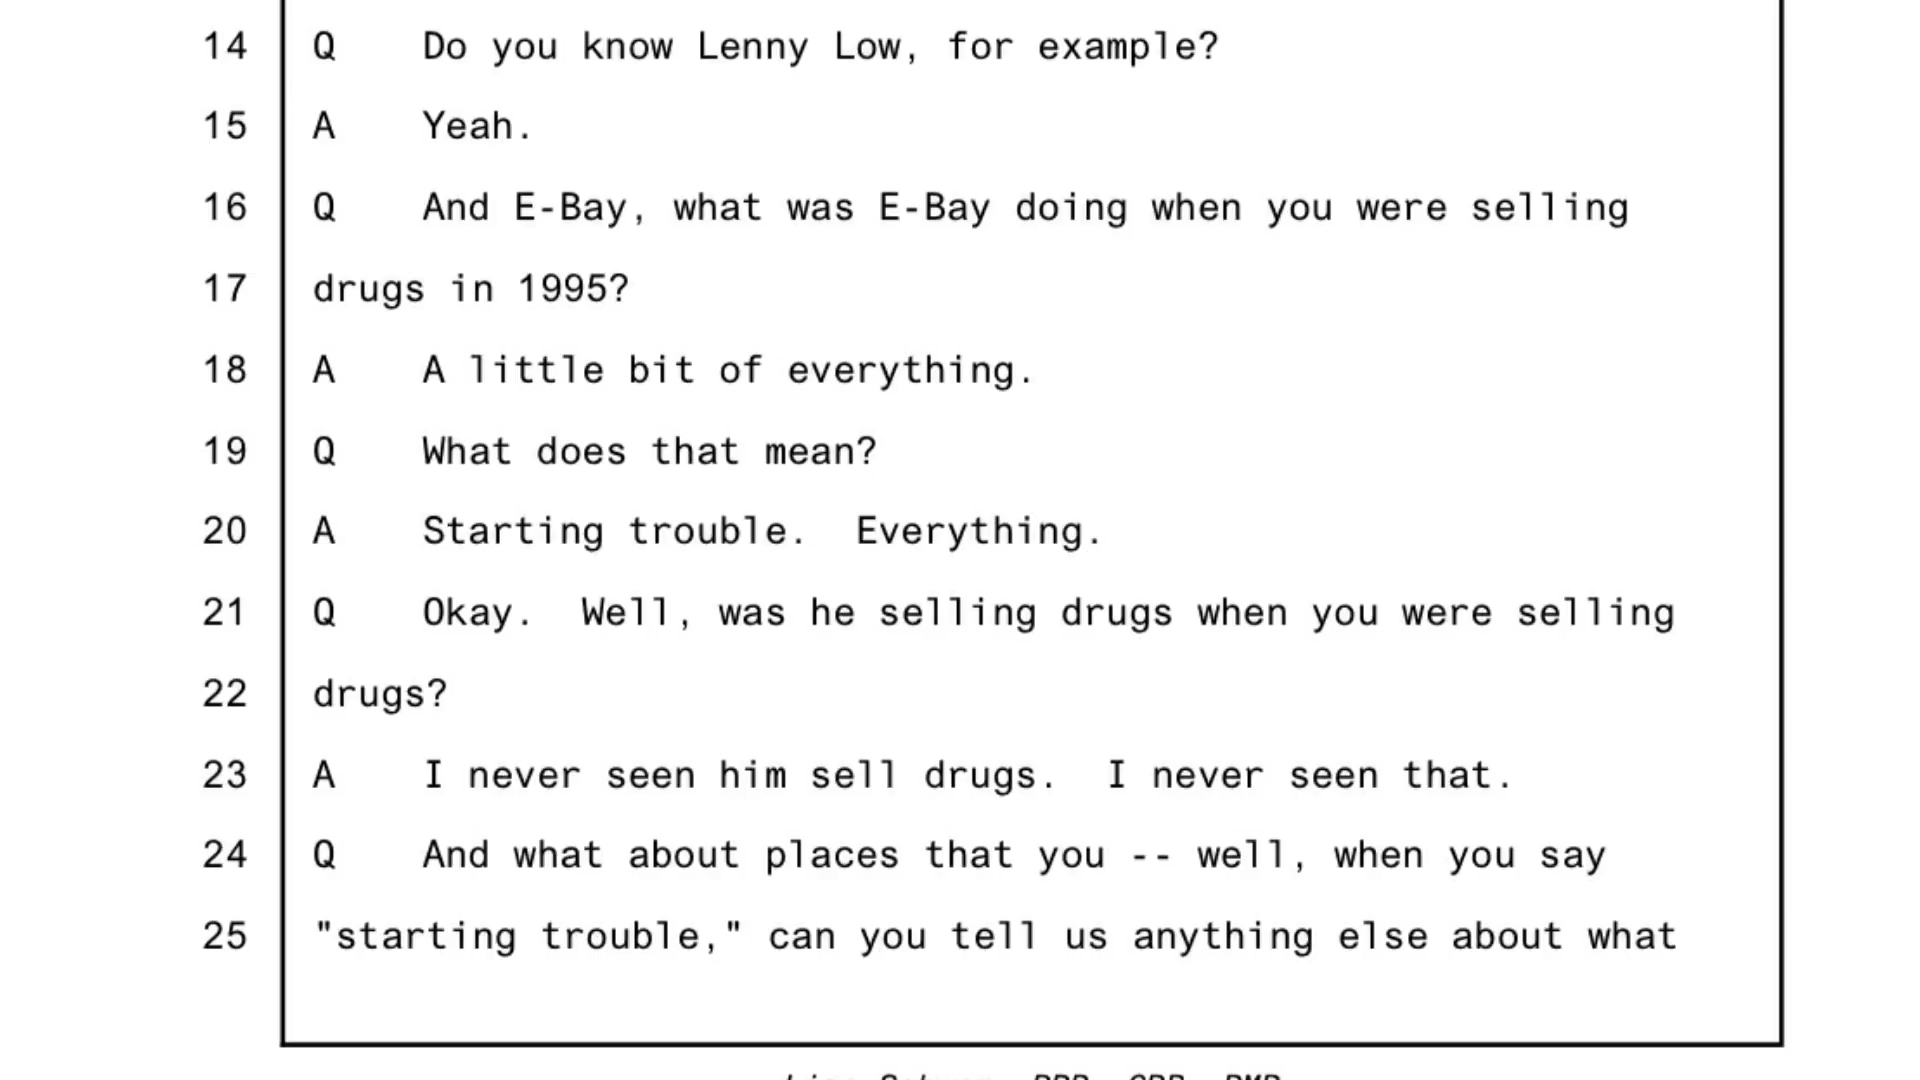 14 Q Do you know Lenny Low, for example?
15 A Yeah.
16 Q And E-Bay, what was E-Bay doing when you were selling
17 drugs in 1995?
18 A A little bit of everything.
19 Q What does that mean?
20 A Starting trouble. Everything.
21 Q Okay. Well, was he selling drugs when you were selling
22 drugs?
23 A I never seen him sell drugs. I never seen that.
24 Q And what about places that you -- well, when you say
25 "starting trouble," can you tell us anything else about what